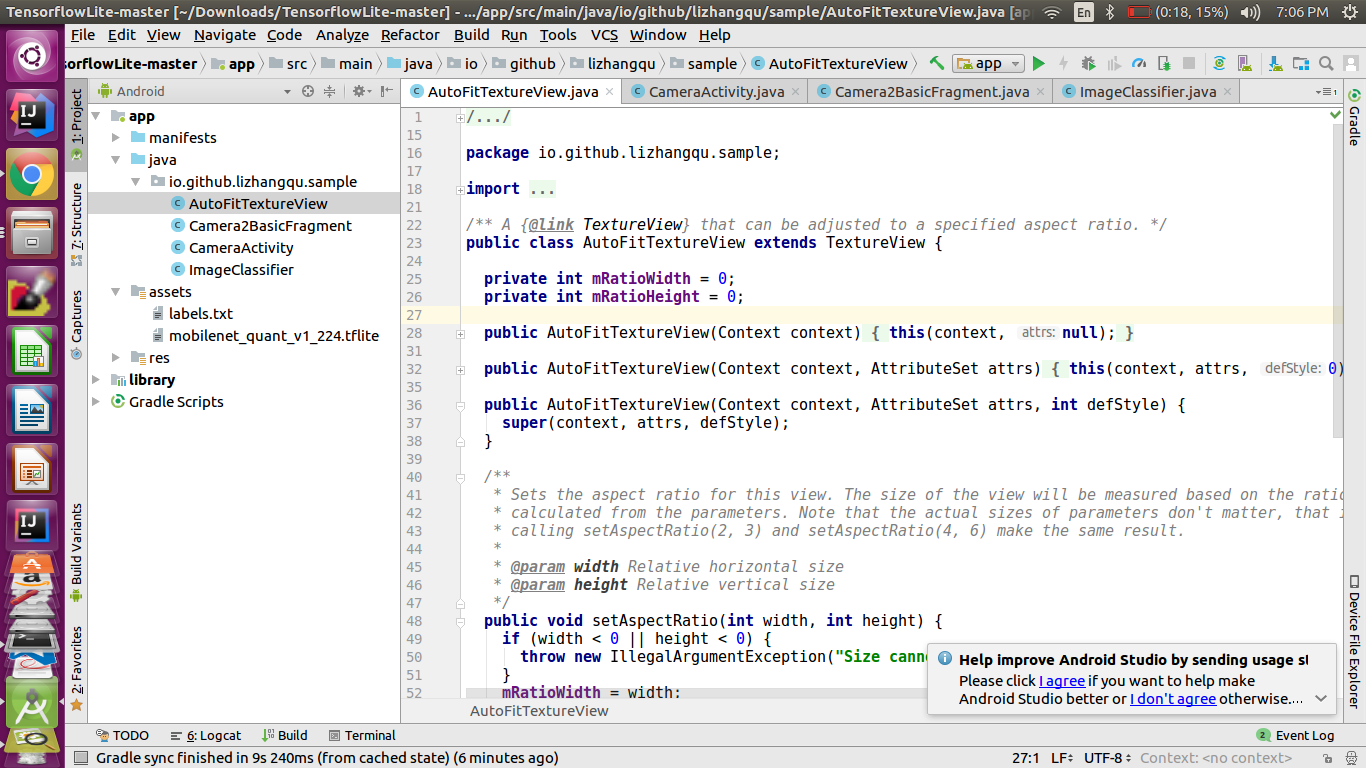 TensorflowLite-master [~/Downloads/TensorflowLite-master] - .../app/src/main/java/io/github/lizhangqu/sample/AutoFitTextureView.java [app En (0:18, 15%) 7:06 PM
File Edit View Navigate Code Analyze Refactor Build Run Tools VCS Window Help
sorflowLite-master app src main java io github lizhangqu sample AutoFitTextureView app
Android
AutoFitTextureView.java CameraActivity.java Camera2BasicFragment.java ImageClassifier.java
1: Project
7: Structure
Captures
Build Variants
2: Favorites
app
manifests
java
io.github.lizhangqu.sample
AutoFitTextureView
Camera2BasicFragment
CameraActivity
ImageClassifier
assets
labels.txt
mobilenet_quant_v1_224.tflite
res
library
Gradle Scripts
1 /.../
15
16 package io.github.lizhangqu.sample;
17
18 import ...
21
22 /** A {@link TextureView} that can be adjusted to a specified aspect ratio. */
23 public class AutoFitTextureView extends TextureView {
24
25 private int mRatioWidth = 0;
26 private int mRatioHeight = 0;
27
28 public AutoFitTextureView(Context context) { this(context, attrs: null); }
31
32 public AutoFitTextureView(Context context, AttributeSet attrs) { this(context, attrs, defStyle: 0)
35
36 public AutoFitTextureView(Context context, AttributeSet attrs, int defStyle) {
37 super(context, attrs, defStyle);
38 }
39
40 /**
41 * Sets the aspect ratio for this view. The size of the view will be measured based on the ratio
42 * calculated from the parameters. Note that the actual sizes of parameters don't matter, that i
43 * calling setAspectRatio(2, 3) and setAspectRatio(4, 6) make the same result.
44 *
45 * @param width Relative horizontal size
46 * @param height Relative vertical size
47 */
48 public void setAspectRatio(int width, int height) {
49 if (width < 0 || height < 0) {
50 throw new IllegalArgumentException("Size canno
51 }
52 mRatioWidth = width;
AutoFitTextureView
Gradle
Device File Explorer
Help improve Android Studio by sending usage st
Please click I agree if you want to help make
Android Studio better or I don't agree otherwise....
TODO 6: Logcat Build Terminal 2 Event Log
Gradle sync finished in 9s 240ms (from cached state) (6 minutes ago) 27:1 LF UTF-8 Context: <no context>